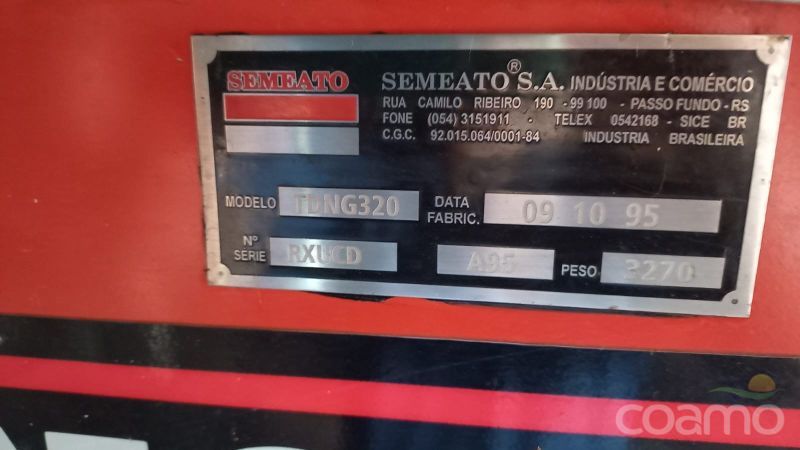 SEMEATO
SEMEATO® S.A. INDÚSTRIA E COMÉRCIO
RUA CAMILO RIBEIRO 190 - 99100 - PASSO FUNDO - RS
FONE (054) 3151911 - TELEX 0542168 - SICE BR
C.G.C. 92.015.064/0001-84 INDUSTRIA BRASILEIRA
MODELO TDNG320 DATA FABRIC. 09 10 95
Nº SERIE RXUCD A95 PESO 3270
coamo